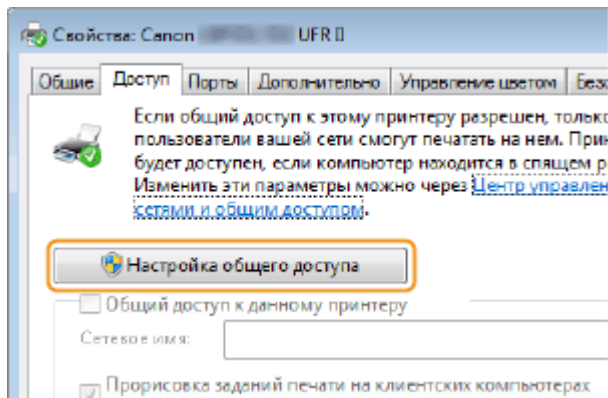 Свойства: Canon UFR II
Общие Доступ Порты Дополнительно Управление цветом Безо
Если общий доступ к этому принтеру разрешен, только
пользователи вашей сети смогут печатать на нем. Прин
будет доступен, если компьютер находится в спящем р
Изменить эти параметры можно через Центр управлен
сетями и общим доступом.
Настройка общего доступа
Общий доступ к данному принтеру
Сетевое имя:
Прорисовка заданий печати на клиентских компьютерах